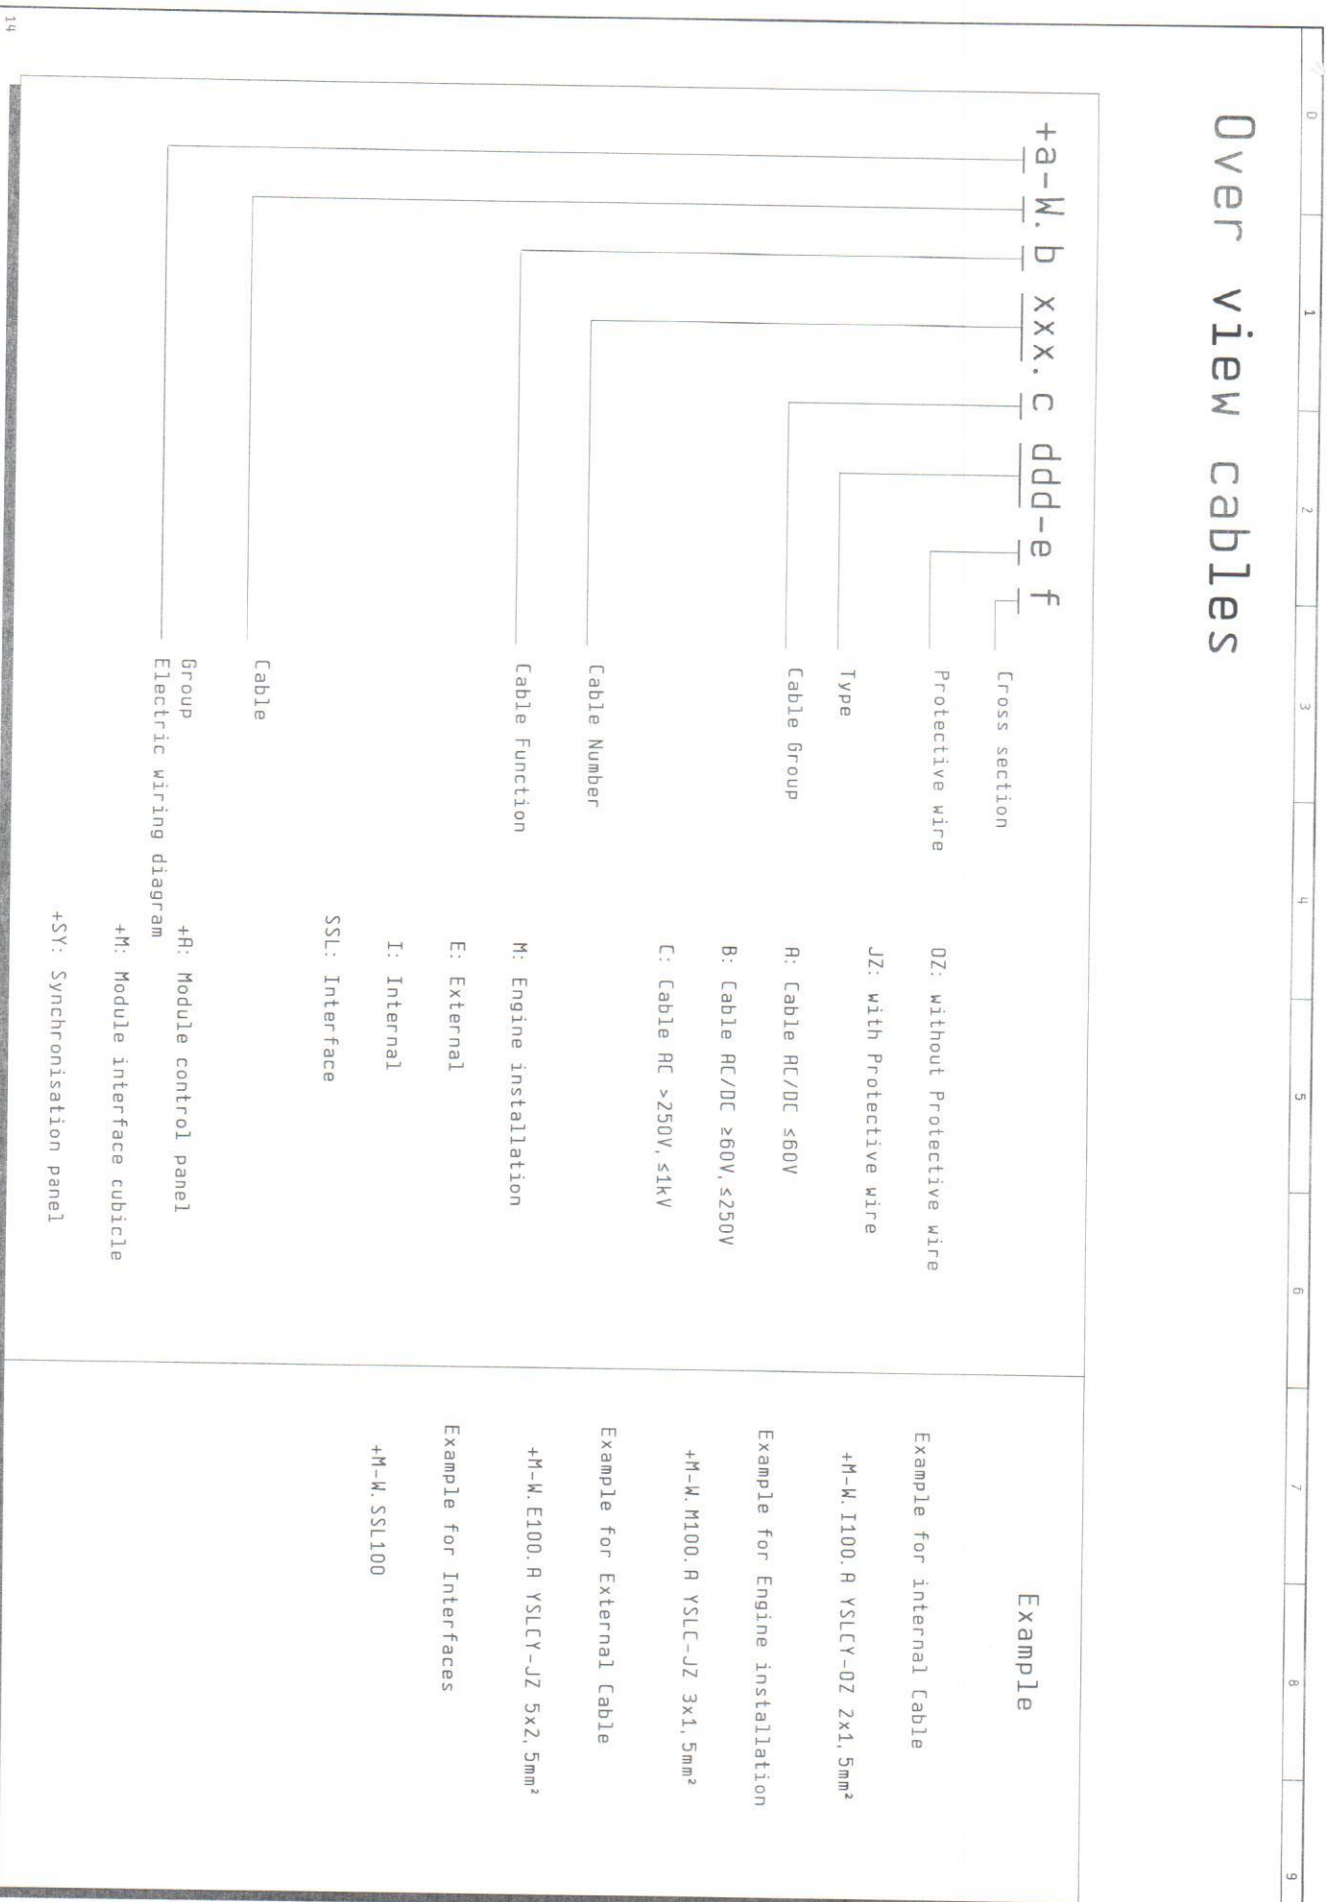 0 1 2 3 4 5 6 7 8 9
Over view cables
+a-W. b xxx. c ddd-e f
Cross section
Protective wire
OZ: without Protective wire
JZ: with Protective wire
Type
Cable Group
A: Cable AC/DC ≤60V
B: Cable AC/DC ≥60V, ≤250V
C: Cable AC >250V, ≤1kV
Cable Number
Cable Function
M: Engine installation
E: External
I: Internal
SSL: Interface
Cable
Group
Electric wiring diagram
+A: Module control panel
+M: Module interface cubicle
+SY: Synchronisation panel
Example
Example for internal Cable
+M-W. I100. A YSLCY-OZ 2x1, 5mm²
Example for Engine installation
+M-W. M100. A YSLC-JZ 3x1, 5mm²
Example for External Cable
+M-W. E100. A YSLCY-JZ 5x2, 5mm²
Example for Interfaces
+M-W. SSL100
14